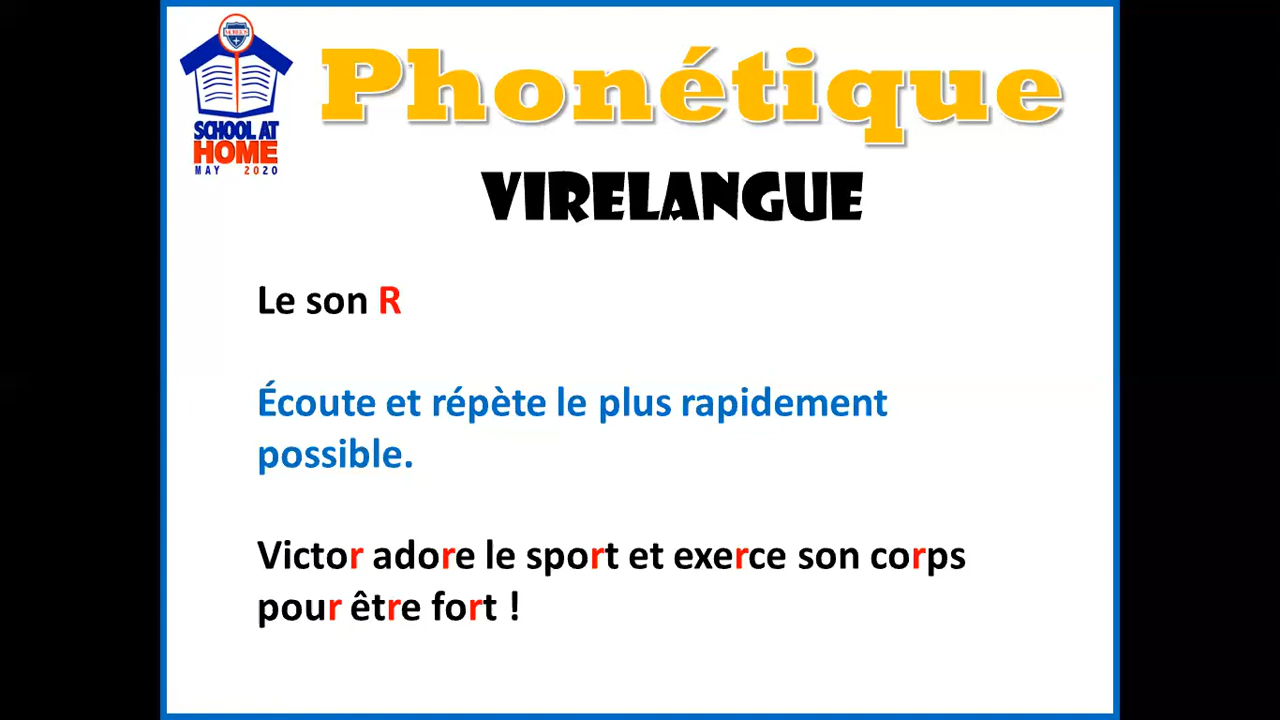 SCHOOL AT
HOME
MAY 2020
Phonétique
VIRELANGUE
Le son R
Écoute et répète le plus rapidement
possible.
Victor adore le sport et exerce son corps
pour être fort !